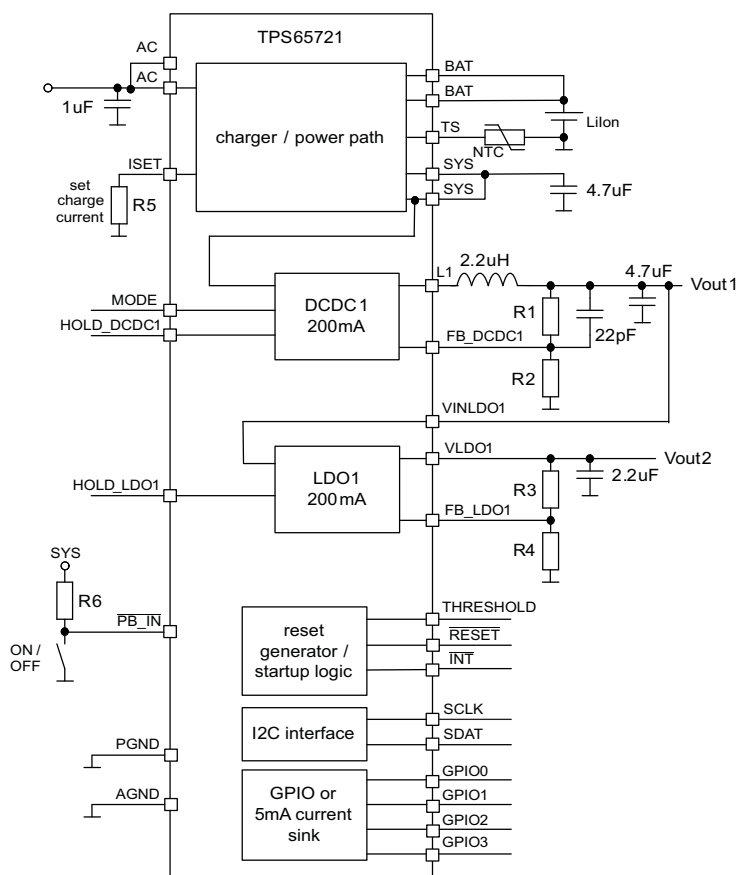 TPS65721
AC
AC
1uF
charger / power path
BAT
BAT
LiIon
TS
NTC
ISET
SYS
SYS
4.7uF
set
charge
current
R5
L1
2.2uH
4.7uF
Vout1
MODE
HOLD_DCDC1
DCDC1
200mA
R1
22pF
FB_DCDC1
R2
VINLDO1
VLDO1
Vout2
HOLD_LDO1
LDO1
200mA
R3
2.2uF
FB_LDO1
R4
SYS
R6
PB_IN
ON /
OFF
reset
generator /
startup logic
THRESHOLD
RESET
INT
I2C interface
SCLK
SDAT
PGND
AGND
GPIO or
5mA current
sink
GPIO0
GPIO1
GPIO2
GPIO3